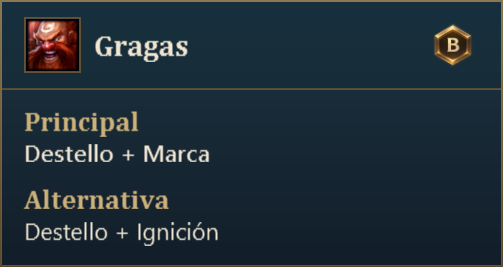 Gragas
B
Principal
Destello + Marca
Alternativa
Destello + Ignición